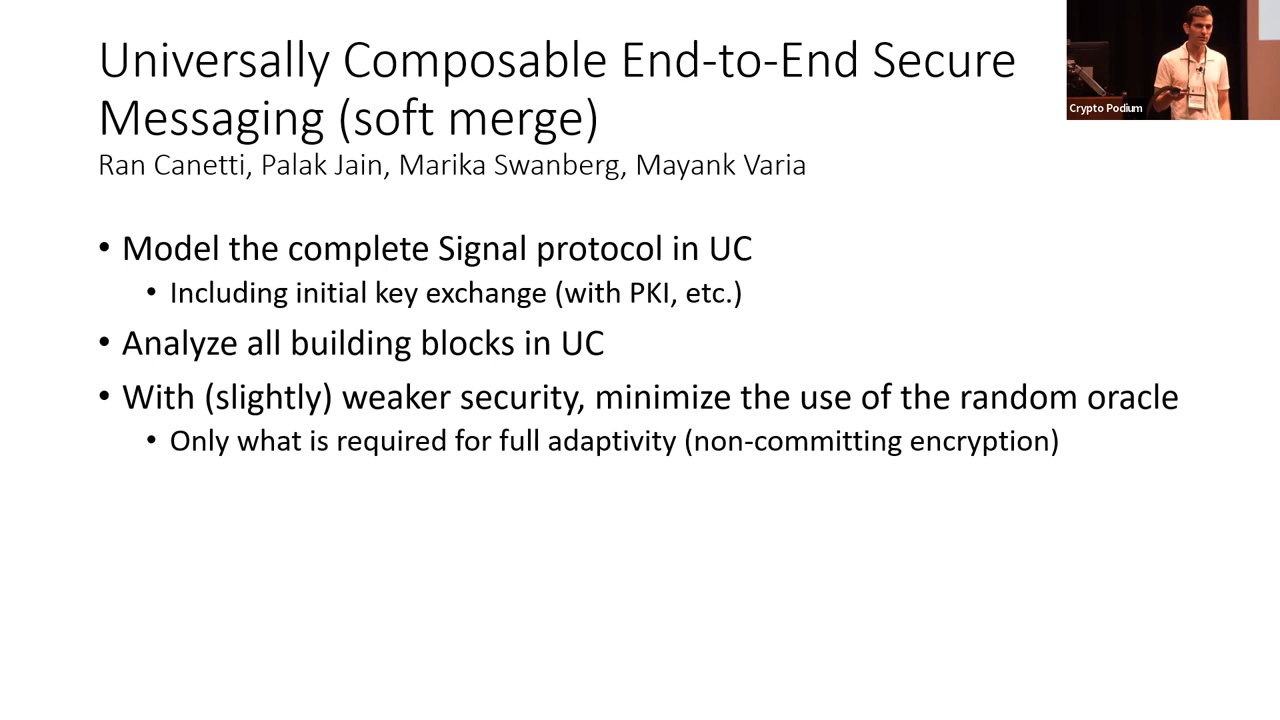 Universally Composable End-to-End Secure
Messaging (soft merge)
Ran Canetti, Palak Jain, Marika Swanberg, Mayank Varia
• Model the complete Signal protocol in UC
• Including initial key exchange (with PKI, etc.)
• Analyze all building blocks in UC
• With (slightly) weaker security, minimize the use of the random oracle
• Only what is required for full adaptivity (non-committing encryption)
Crypto Podium